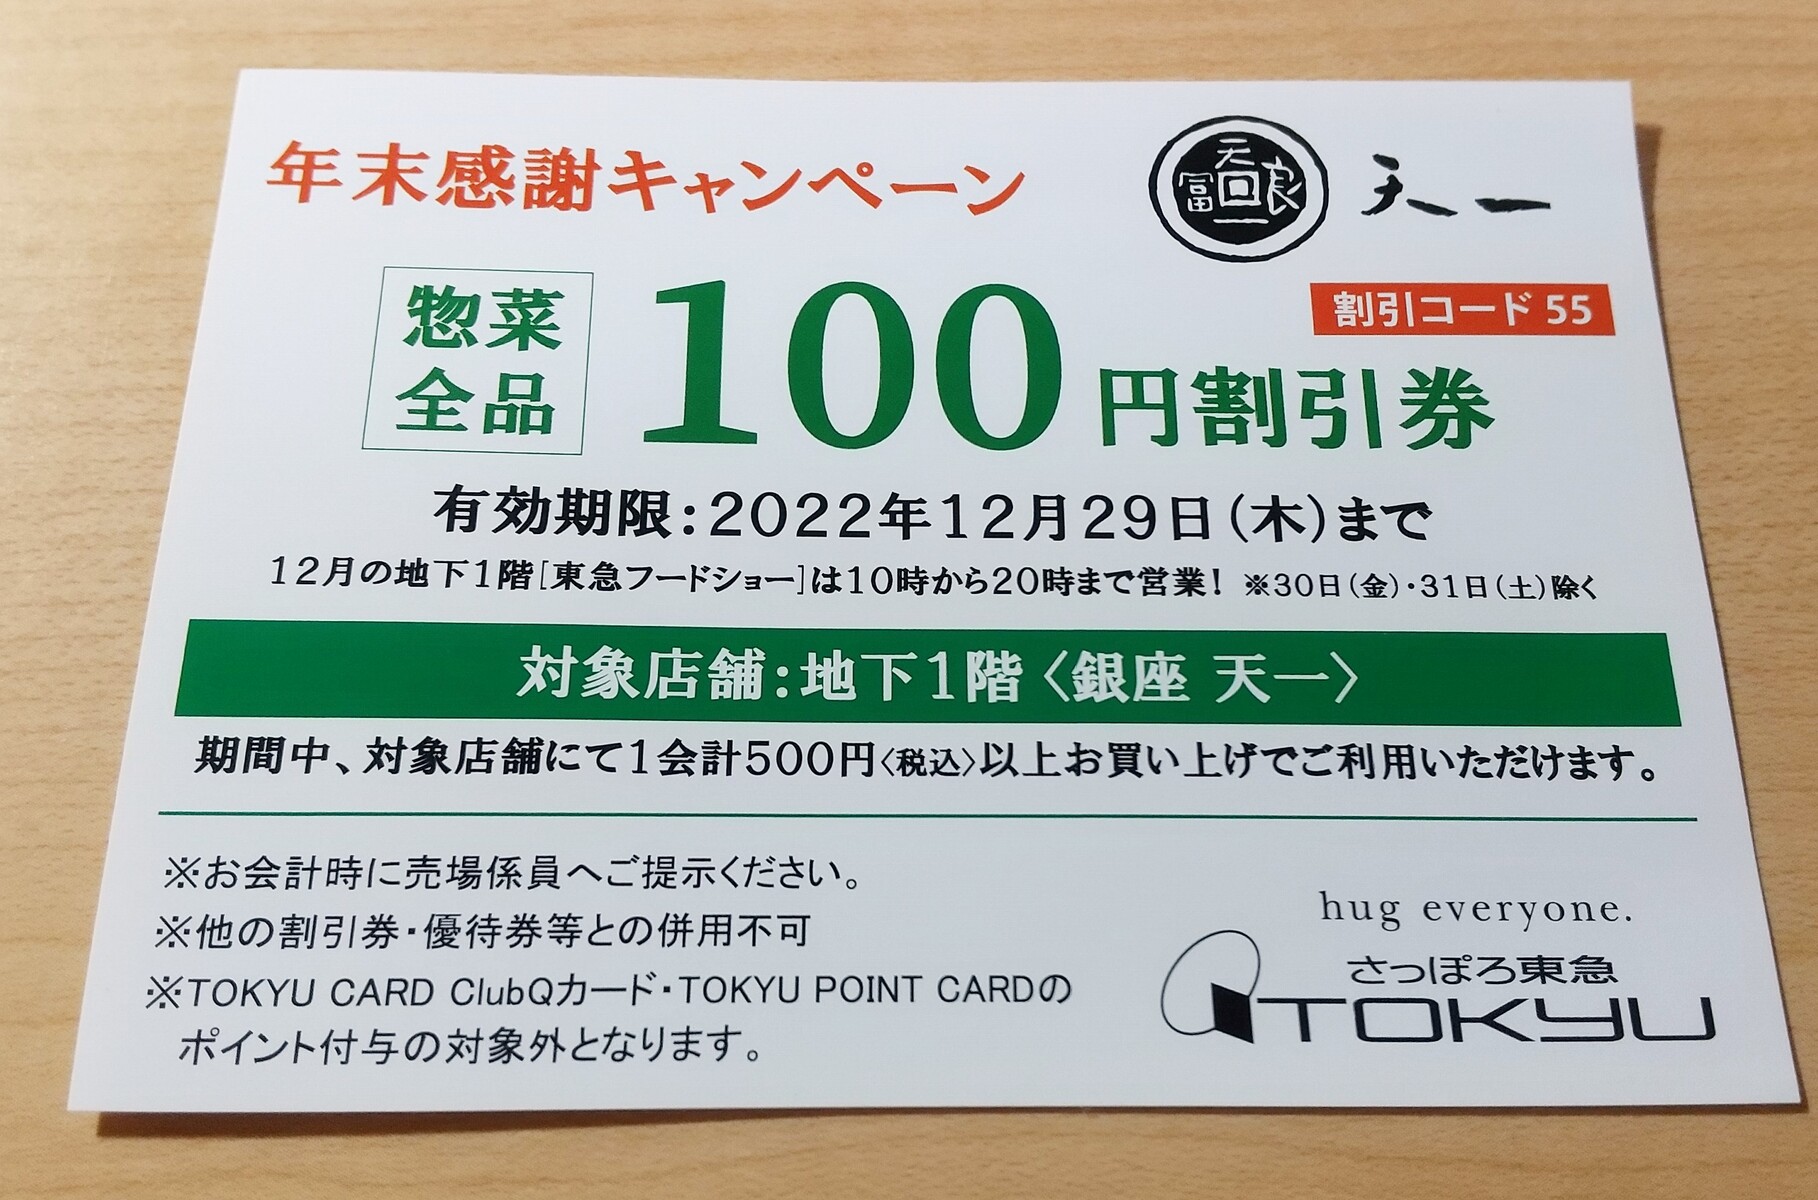 年末感謝キャンペーン
天一
割引コード 55
惣菜
全品
100円割引券
有効期限:2022年12月29日(木)まで
12月の地下1階[東急フードショー]は10時から20時まで営業! ※30日(金)・31日(土)除く
対象店舗:地下1階〈銀座 天一〉
期間中、対象店舗にて1会計500円〈税込〉以上お買い上げでご利用いただけます。
※お会計時に売場係員へご提示ください。
※他の割引券・優待券等との併用不可
※TOKYU CARD ClubQカード・TOKYU POINT CARDの
ポイント付与の対象外となります。
hug everyone.
さっぽろ東急
TOKYU